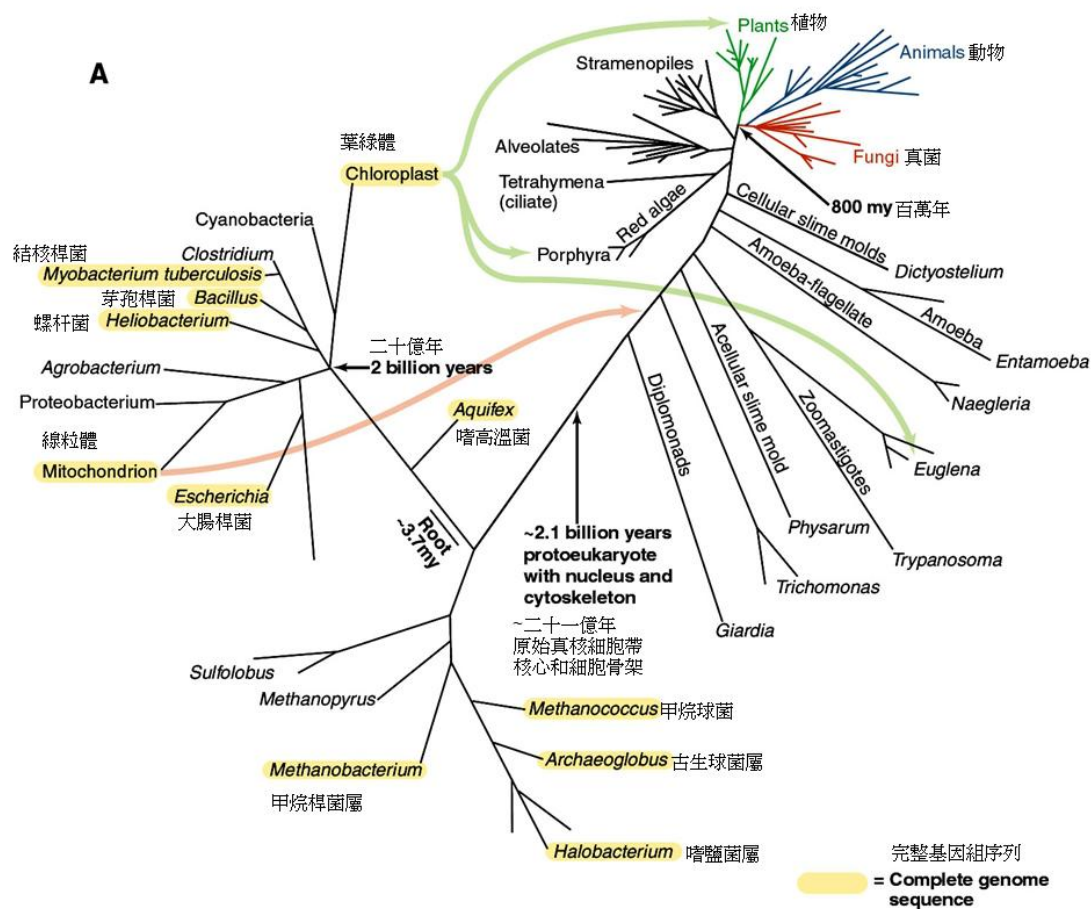 A
Plants 植物
Animals 動物
Stramenopiles
葉綠體
Chloroplast
Alveolates
Fungi 真菌
Tetrahymena
(ciliate)
Red algae
Cellular slime molds
800 my 百萬年
Cyanobacteria
結核桿菌
Clostridium
Myobacterium tuberculosis
芽孢桿菌 Bacillus
螺杆菌 Heliobacterium
Porphyra
Dictyostelium
Amoeba-flagellate
Amoeba
Entamoeba
二十億年
2 billion years
Agrobacterium
Proteobacterium
線粒體
Mitochondrion
Aquifex
嗜高溫菌
Diplomonads
Acellular slime mold
Zoomastigotes
Naegleria
Euglena
Escherichia
大腸桿菌
Root
~3.7my
~2.1 billion years
protoeukaryote
with nucleus and
cytoskeleton
~二十一億年
原始真核細胞帶
核心和細胞骨架
Physarum
Trypanosoma
Trichomonas
Giardia
Sulfolobus
Methanopyrus
Methanococcus 甲烷球菌
Methanobacterium
甲烷桿菌屬
Archaeoglobus 古生球菌屬
Halobacterium 嗜鹽菌屬
完整基因組序列
= Complete genome
sequence